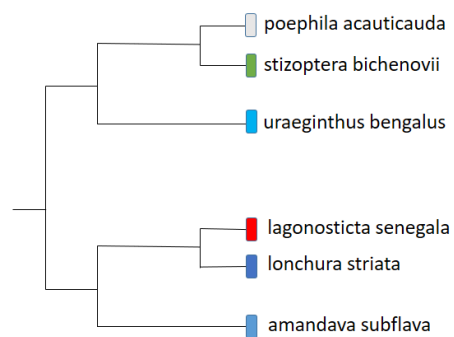 poephila acauticauda
stizoptera bichenovii
uraeginthus bengalus
lagonosticta senegala
lonchura striata
amandava subflava